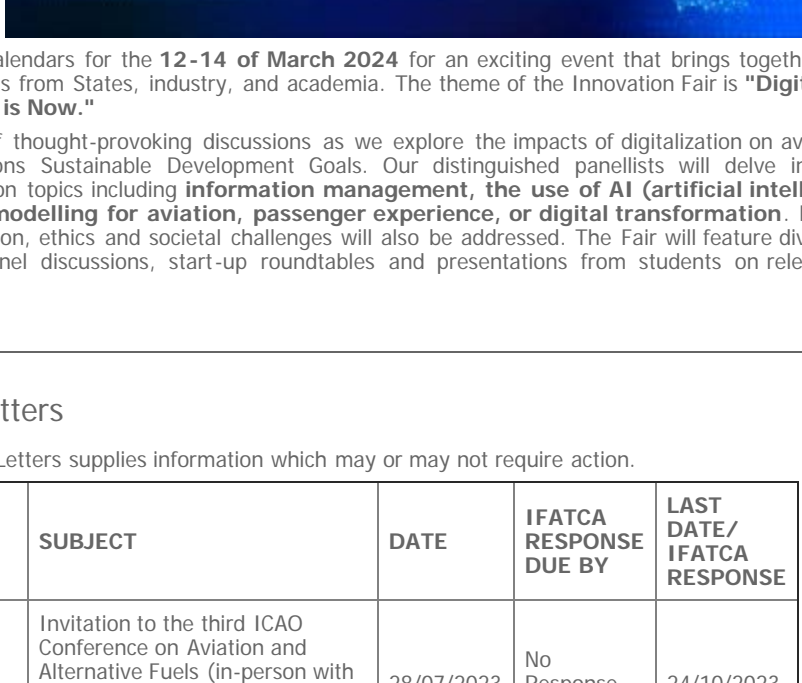 alendars for the 12-14 of March 2024 for an exciting event that brings togeth
s from States, industry, and academia. The theme of the Innovation Fair is "Digit
is Now."
f thought-provoking discussions as we explore the impacts of digitalization on av
ons Sustainable Development Goals. Our distinguished panellists will delve in
on topics including information management, the use of AI (artificial intell
modelling for aviation, passenger experience, or digital transformation.
on, ethics and societal challenges will also be addressed. The Fair will feature div
nel discussions, start-up roundtables and presentations from students on rele
tters
Letters supplies information which may or may not require action.
SUBJECT
DATE
IFATCA
RESPONSE
DUE BY
LAST
DATE/
IFATCA
RESPONSE
Invitation to the third ICAO
Conference on Aviation and
Alternative Fuels (in-person with
28/07/2023
No
Response
24/10/2023